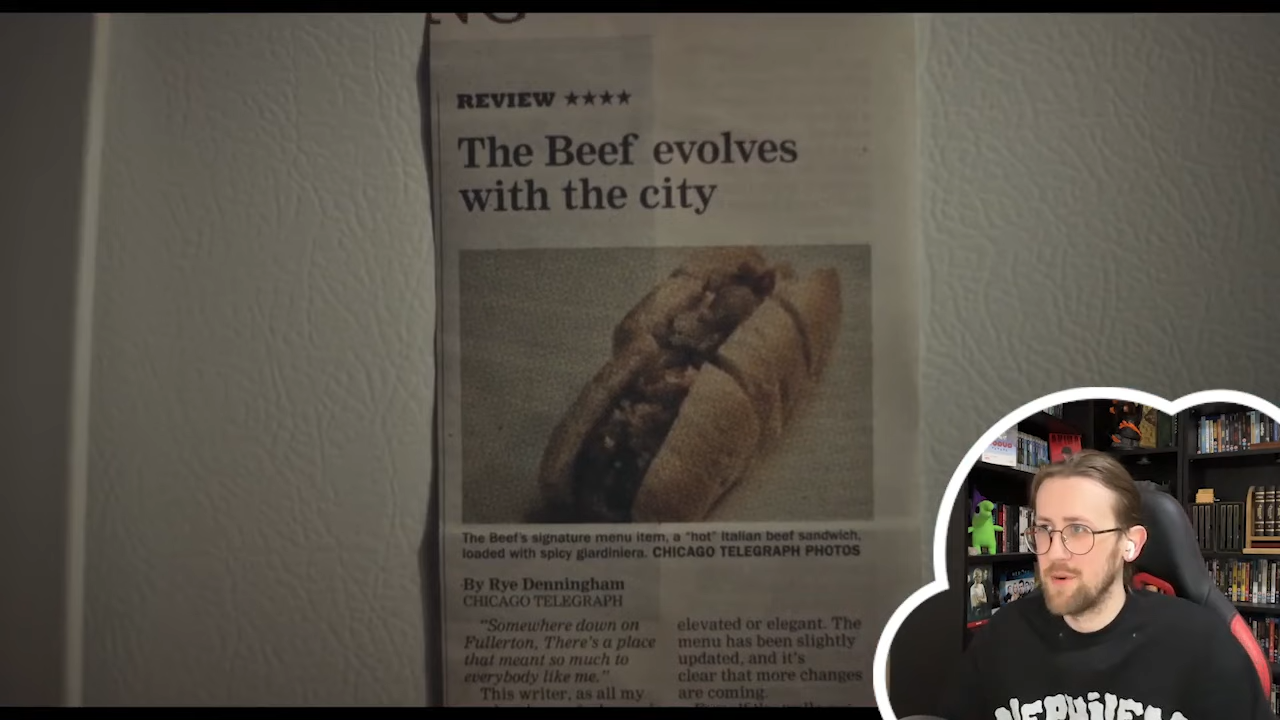 NG
REVIEW ★★★★
The Beef evolves
with the city
The Beef's signature menu item, a "hot" Italian beef sandwich,
loaded with spicy giardiniera. CHICAGO TELEGRAPH PHOTOS
By Rye Denningham
CHICAGO TELEGRAPH
"Somewhere down on
Fullerton, There's a place
that meant so much to
everybody like me."
This writer, as all my
elevated or elegant. The
menu has been slightly
updated, and it's
clear that more changes
are coming.
AKIRA